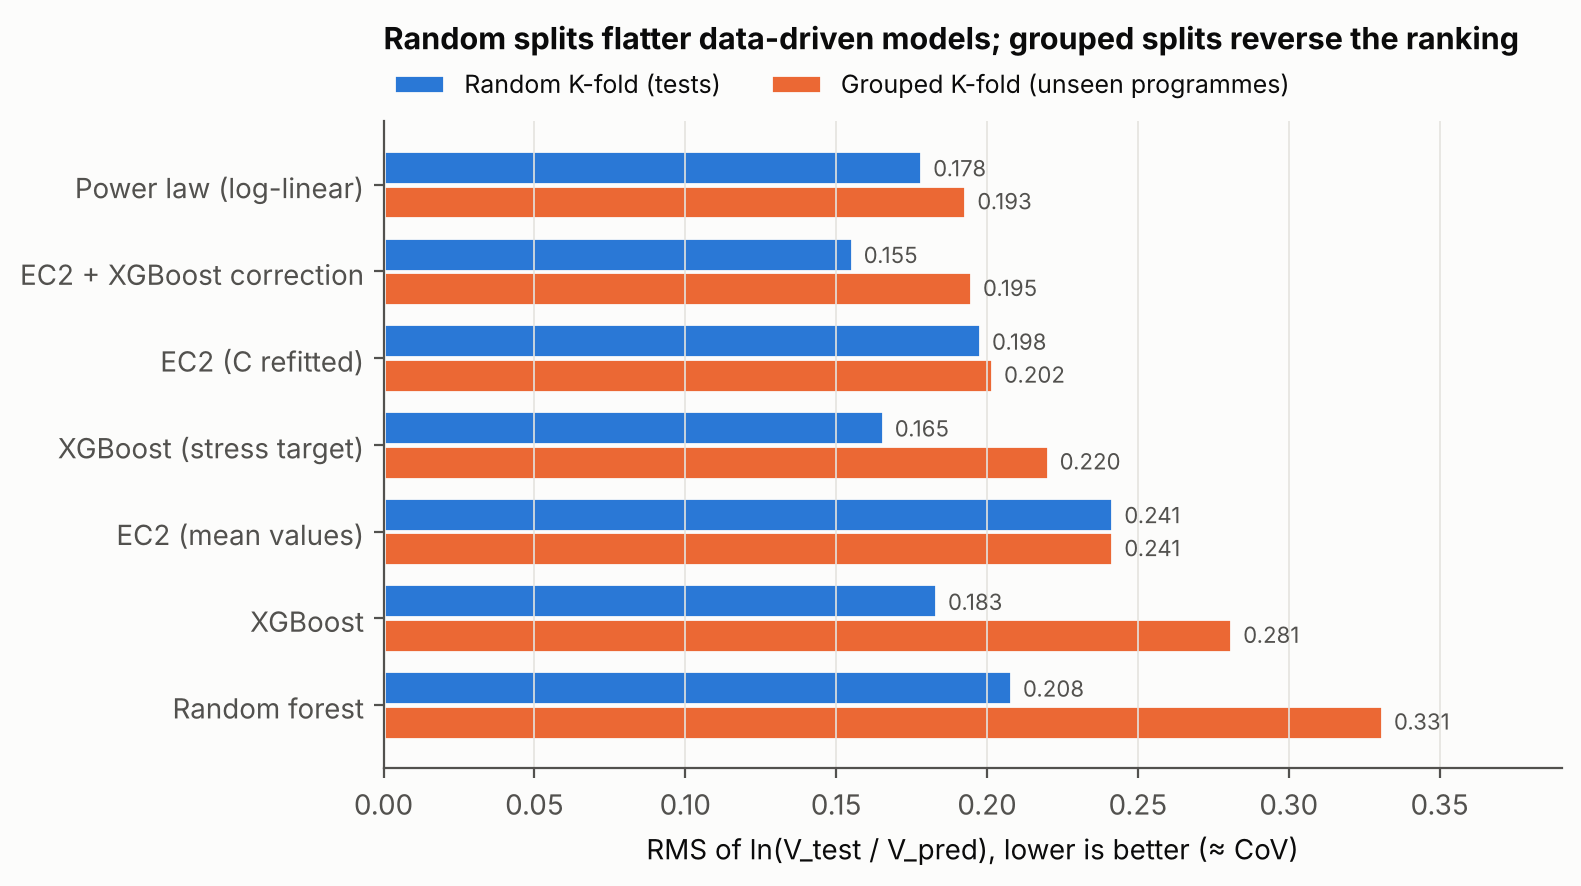 Random splits flatter data-driven models; grouped splits reverse the ranking
Random K-fold (tests)
Grouped K-fold (unseen programmes)
Power law (log-linear)
0.178
0.193
EC2 + XGBoost correction
0.155
0.195
EC2 (C refitted)
0.198
0.202
XGBoost (stress target)
0.165
0.220
EC2 (mean values)
0.241
0.241
XGBoost
0.183
0.281
Random forest
0.208
0.331
0.00 0.05 0.10 0.15 0.20 0.25 0.30 0.35
RMS of ln(V_test / V_pred), lower is better (≈ CoV)